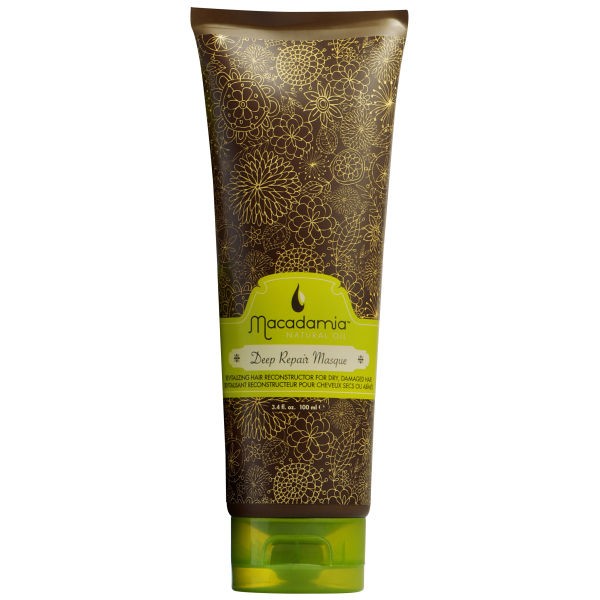 Macadamia™
NATURAL OIL
Deep Repair Masque
REVITALIZING HAIR RECONSTRUCTOR FOR DRY, DAMAGED HAIR
REVITALISANT RECONSTRUCTEUR POUR CHEVEUX SECS OU ABÎMÉS
3.4 fl. oz. 100 ml ℮